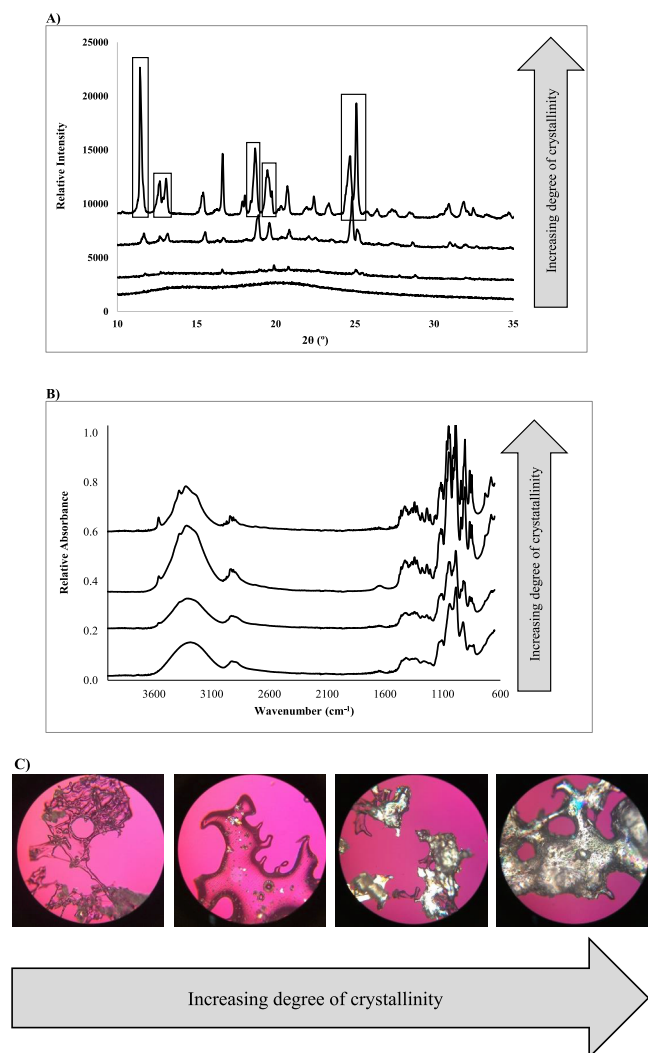 A)
25000
20000
15000
10000
5000
0
10 15 20 25 30 35
Relative Intensity
2θ (º)
Increasing degree of crystallinity
B)
1.0
0.8
0.6
0.4
0.2
0.0
3600 3100 2600 2100 1600 1100 600
Relative Absorbance
Wavenumber (cm-1)
Increasing degree of crystatallinity
C)
Increasing degree of crystallinity